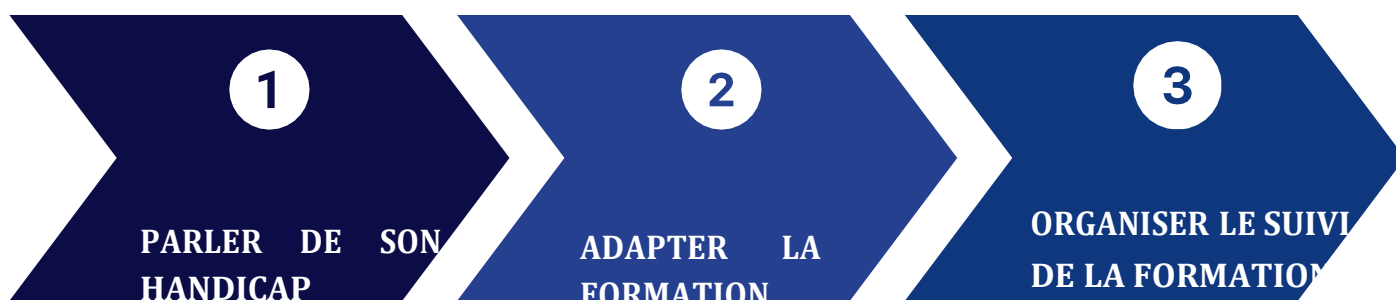 1
PARLER DE SON
HANDICAP
2
ADAPTER LA
FORMATION
3
ORGANISER LE SUIVI
DE LA FORMATION